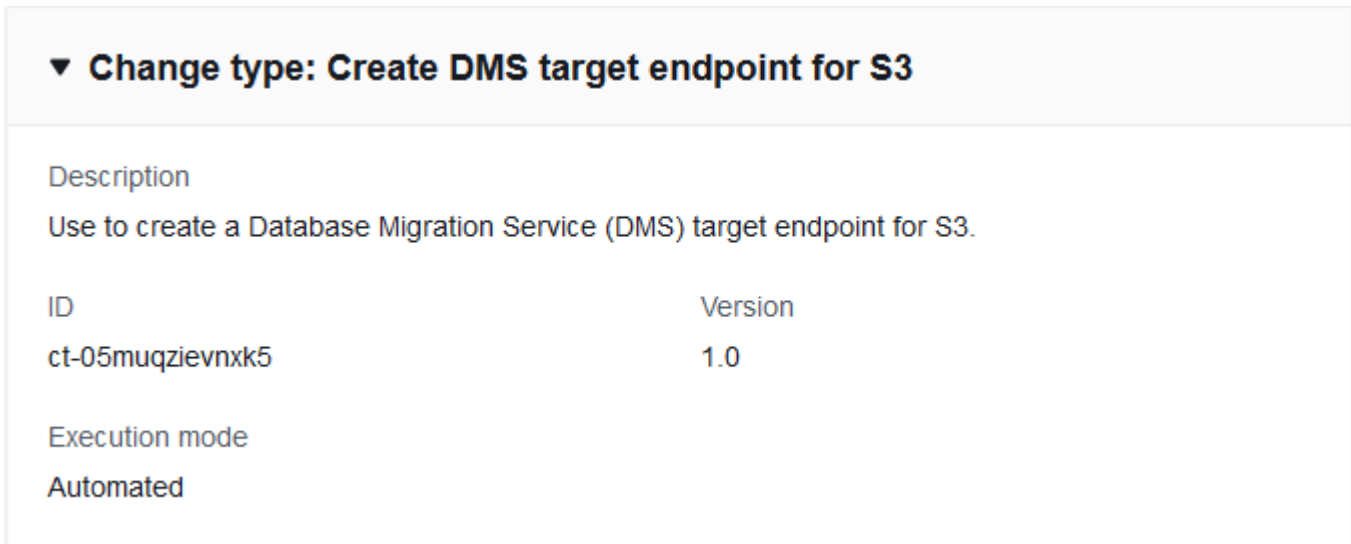 Change type: Create DMS target endpoint for S3
Description
Use to create a Database Migration Service (DMS) target endpoint for S3.
ID
Version
ct-05muqzievnxk5
1.0
Execution mode
Automated